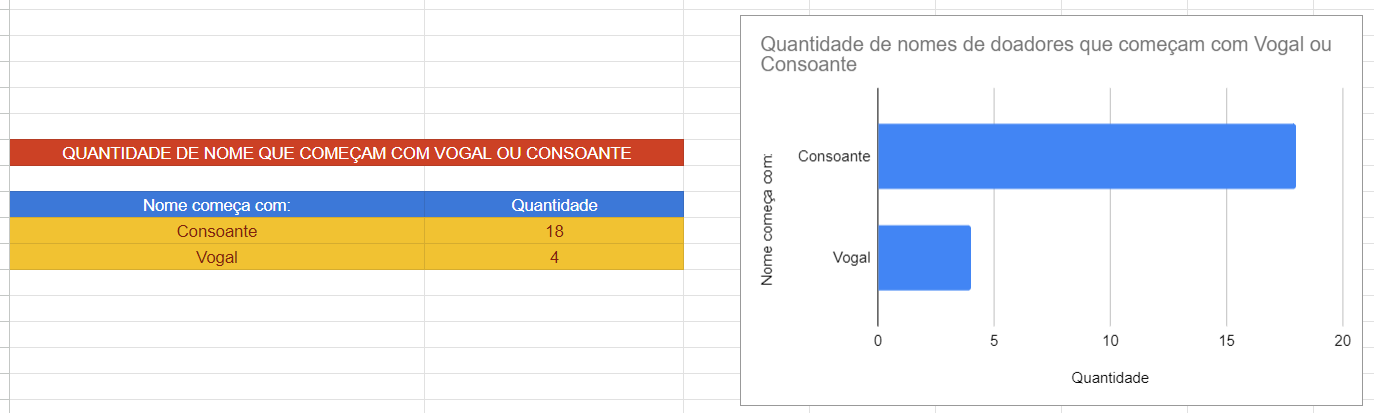 QUANTIDADE DE NOME QUE COMEÇAM COM VOGAL OU CONSOANTE
Nome começa com: Quantidade
Consoante 18
Vogal 4
Quantidade de nomes de doadores que começam com Vogal ou
Consoante
Nome começa com:
Consoante
Vogal
0 5 10 15 20
Quantidade